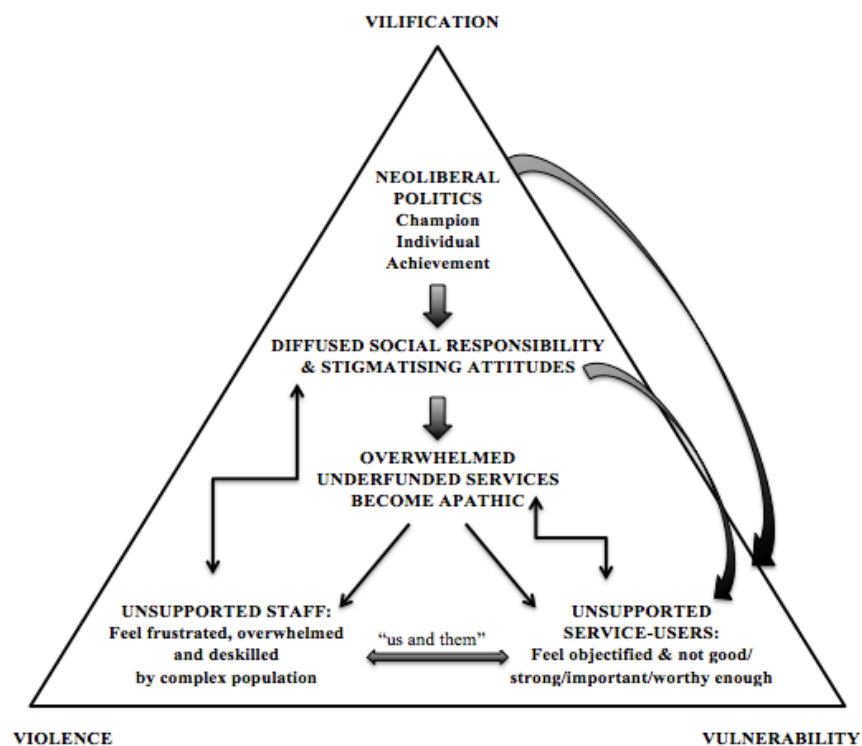 VILIFICATION
NEOLIBERAL
POLITICS
Champion
Individual
Achievement
DIFFUSED SOCIAL RESPONSIBILITY
& STIGMATISING ATTITUDES
OVERWHELMED
UNDERFUNDED SERVICES
BECOME APATHIC
UNSUPPORTED STAFF:
Feel frustrated, overwhelmed
and deskilled
by complex population
"us and them"
UNSUPPORTED
SERVICE-USERS:
Feel objectified & not good/
strong/important/worthy enough
VIOLENCE
VULNERABILITY